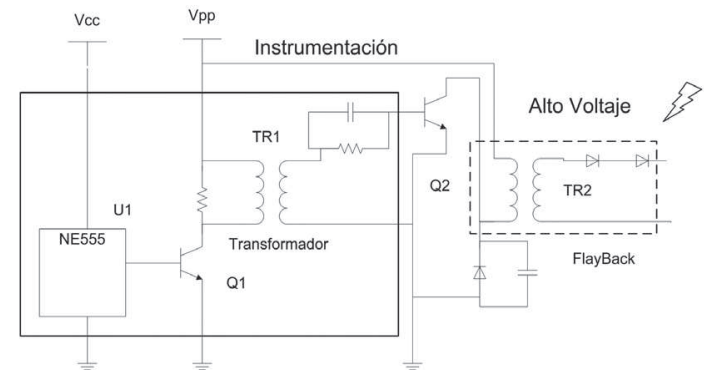 Vcc
Vpp
Instrumentación
Alto Voltaje
TR1
Q2
TR2
U1
NE555
Transformador
Q1
FlayBack